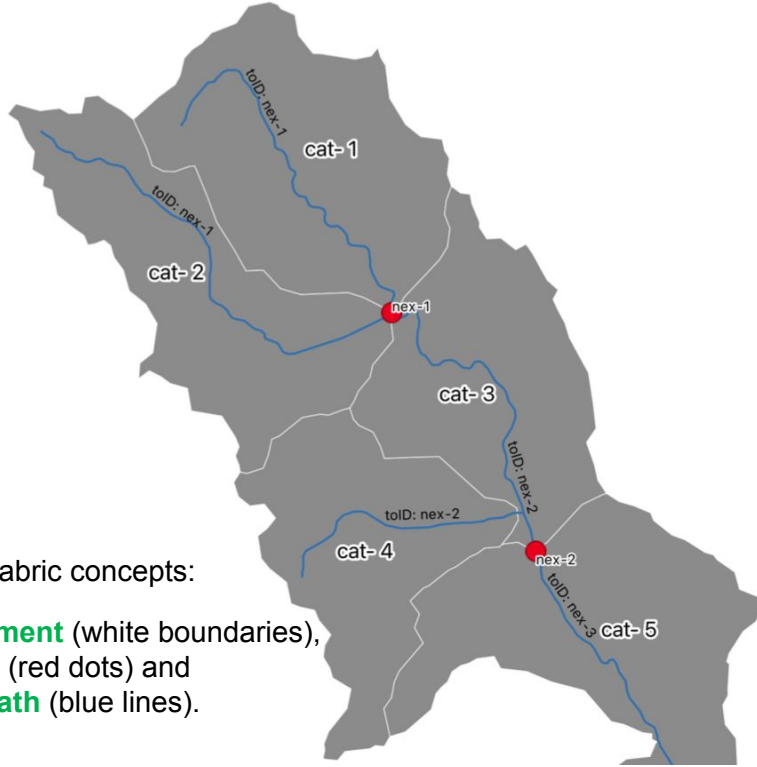 toID: nex-1
cat- 1
toID: nex-1
cat- 2
nex-1
cat- 3
toID: nex-2
toID: nex-2
cat- 4
nex-2
toID: nex-3
cat- 5
abric concepts:
ment (white boundaries),
(red dots) and
ath (blue lines).